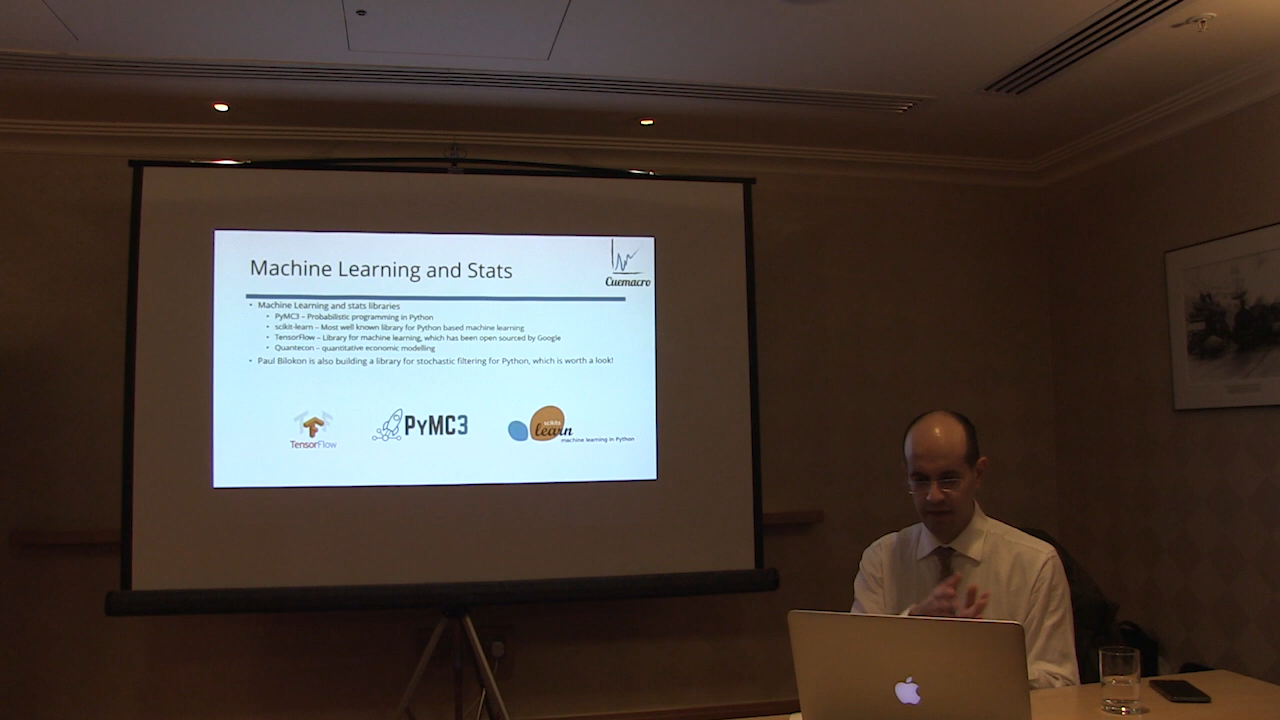 Machine Learning and Stats
Cuemacro
• Machine Learning and stats libraries
• PyMC3 – Probabilistic programming in Python
• scikit-learn – Most well known library for Python based machine learning
• TensorFlow – Library for machine learning, which has been open sourced by Google
• Quantecon – quantitative economic modelling
• Paul Bilokon is also building a library for stochastic filtering for Python, which is worth a look!
TensorFlow
PyMC3
scikits
learn
machine learning in Python